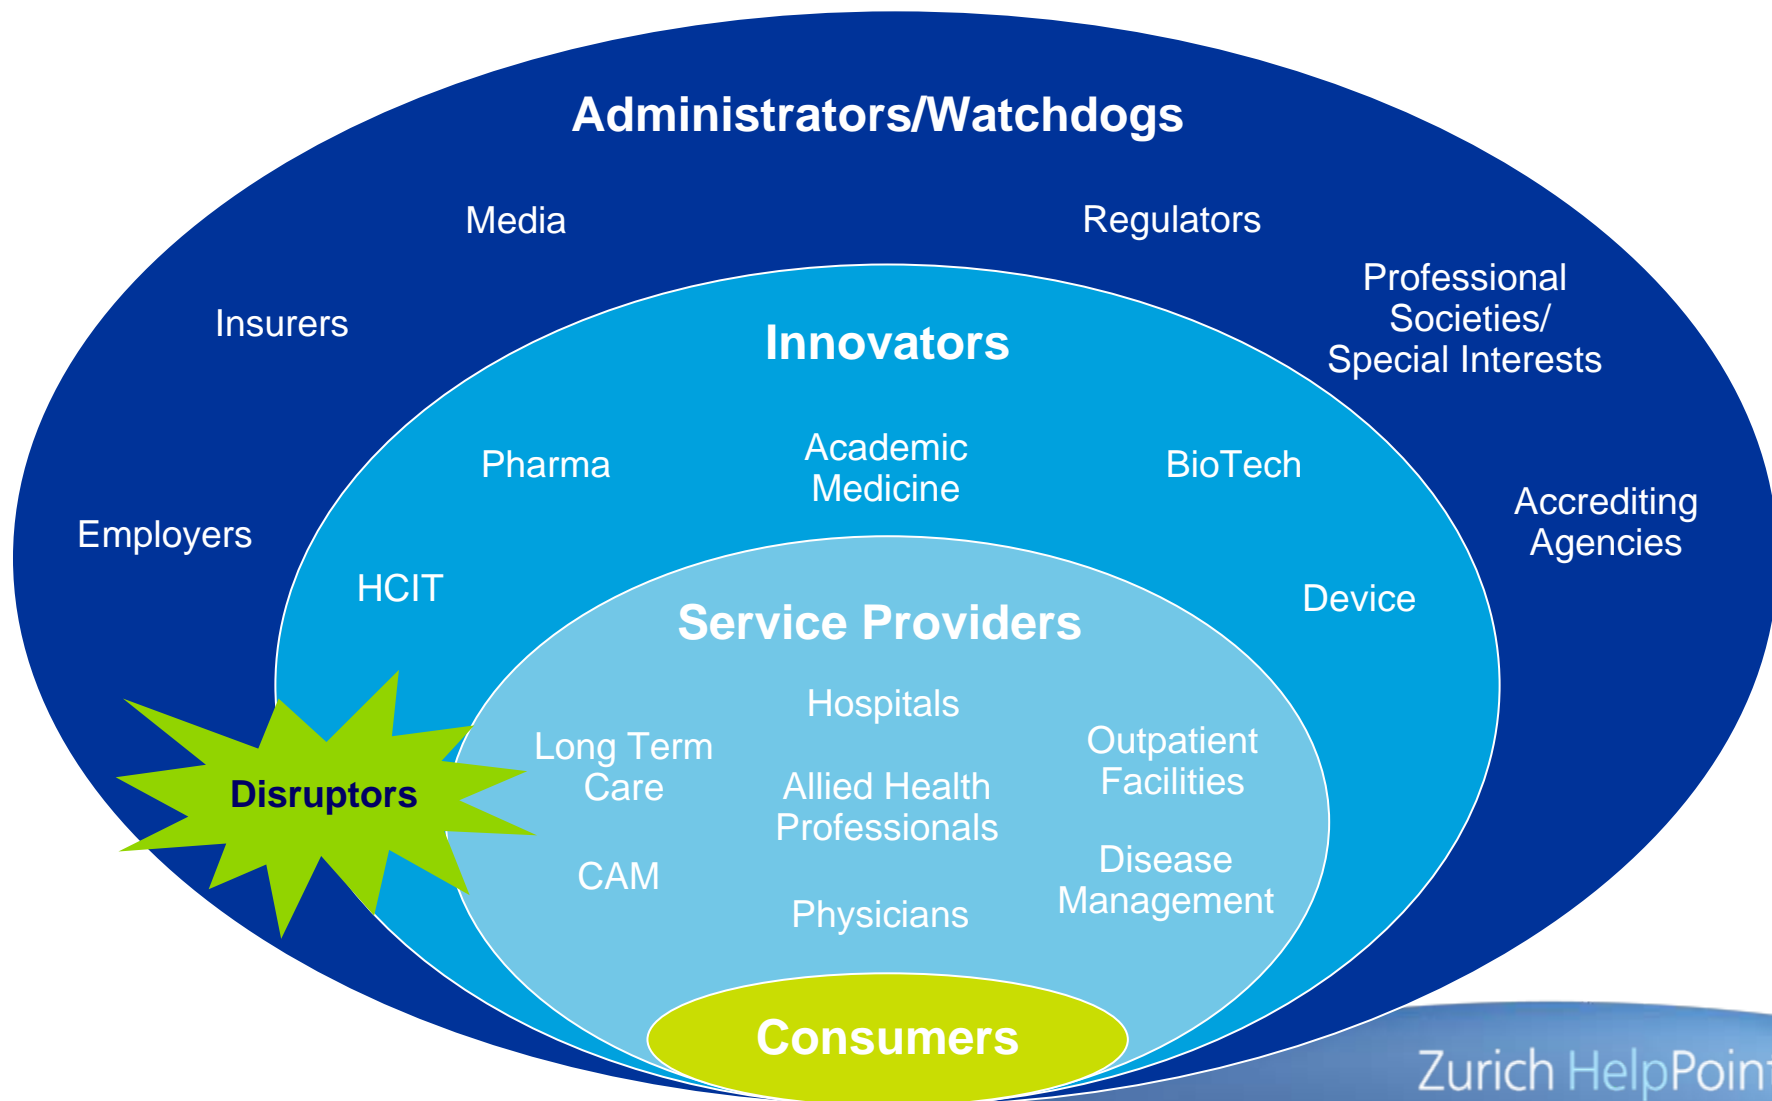 Administrators/Watchdogs
Media
Regulators
Insurers
Professional
Societies/
Special Interests
Employers
Accrediting
Agencies
Innovators
Pharma
Academic
Medicine
BioTech
HCIT
Device
Service Providers
Hospitals
Long Term
Care
Outpatient
Facilities
Allied Health
Professionals
CAM
Disease
Management
Physicians
Disruptors
Consumers
Zurich HelpPoint